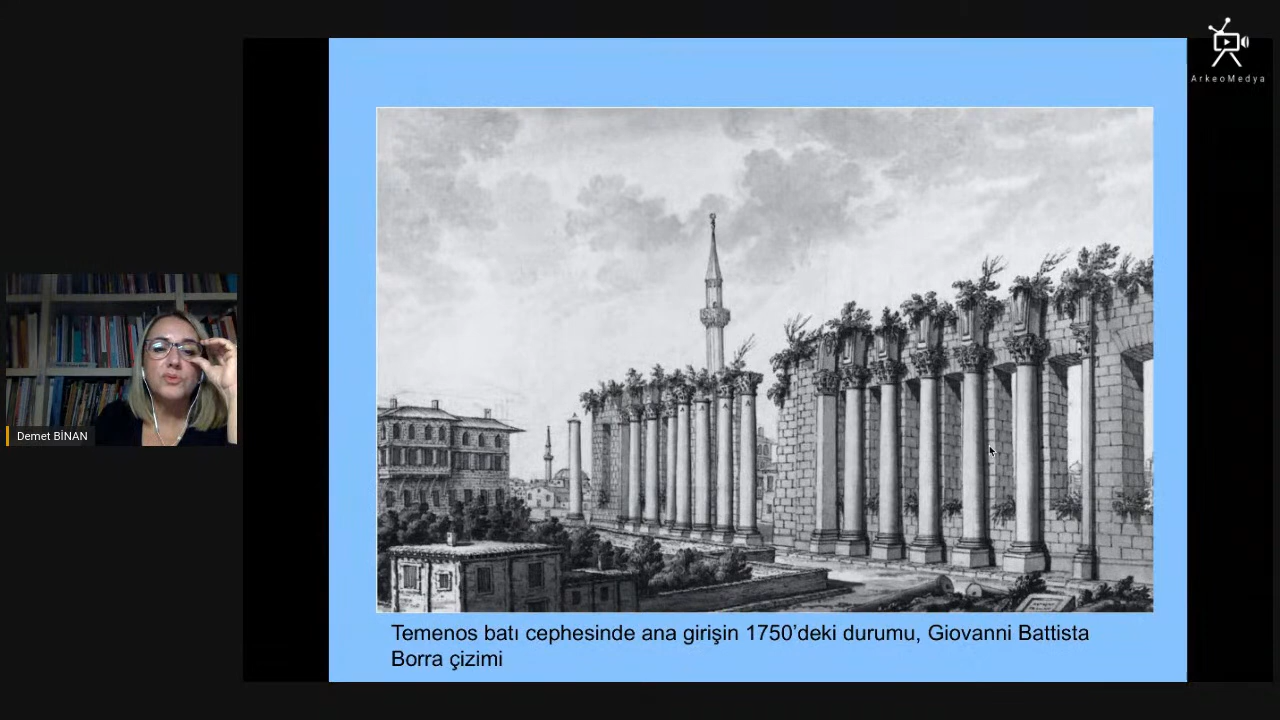 ArkeoMedya
Demet BİNAN
Temenos batı cephesinde ana girişin 1750’deki durumu, Giovanni Battista
Borra çizimi